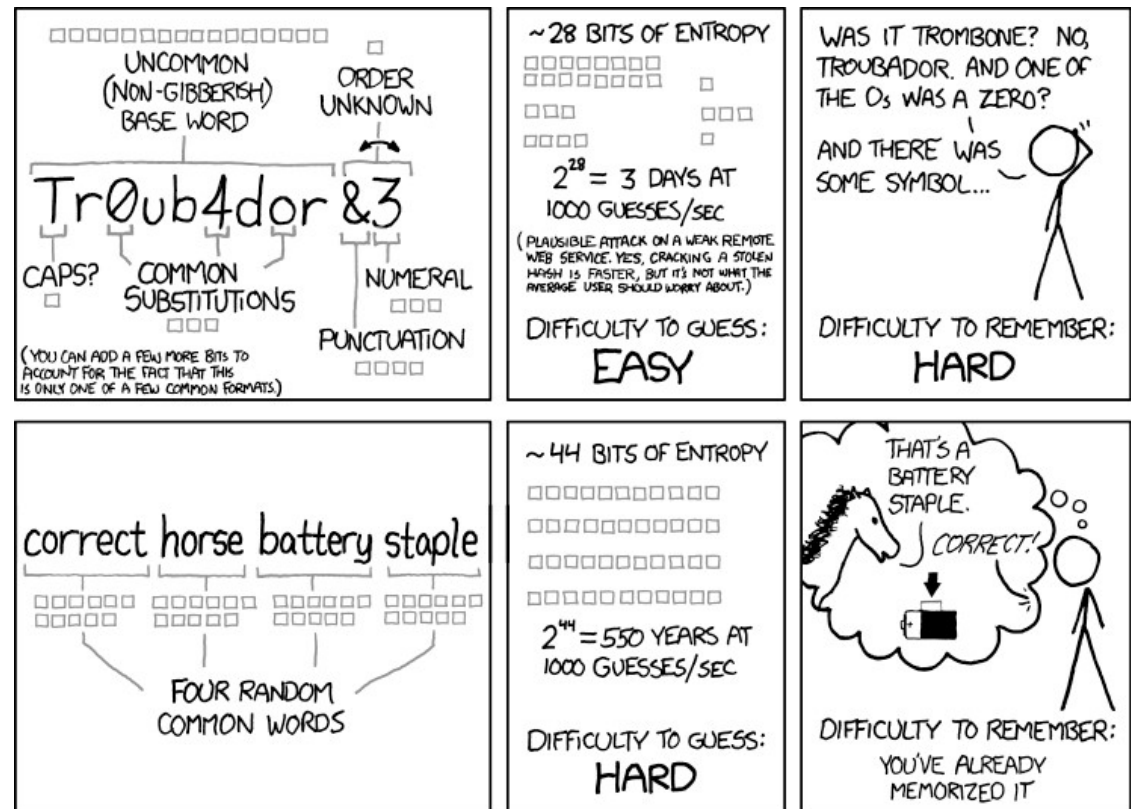 UNCOMMON
(NON-GIBBERISH)
BASE WORD
ORDER
UNKNOWN
Tr0ub4dor &3
CAPS?
COMMON
SUBSTITUTIONS
NUMERAL
PUNCTUATION
(YOU CAN ADD A FEW MORE BITS TO
ACCOUNT FOR THE FACT THAT THIS
IS ONLY ONE OF A FEW COMMON FORMATS.)
~28 BITS OF ENTROPY
2^28 = 3 DAYS AT
1000 GUESSES/SEC
(PLAUSIBLE ATTACK ON A WEAK REMOTE
WEB SERVICE. YES, CRACKING A STOLEN
HASH IS FASTER, BUT IT'S NOT WHAT THE
AVERAGE USER SHOULD WORRY ABOUT.)
DIFFICULTY TO GUESS:
EASY
WAS IT TROMBONE? NO,
TROUBADOR. AND ONE OF
THE Os WAS A ZERO?
AND THERE WAS
SOME SYMBOL...
DIFFICULTY TO REMEMBER:
HARD
correct horse battery staple
FOUR RANDOM
COMMON WORDS
~44 BITS OF ENTROPY
2^44 = 550 YEARS AT
1000 GUESSES/SEC
DIFFICULTY TO GUESS:
HARD
THAT'S A
BATTERY
STAPLE.
CORRECT!
+
DIFFICULTY TO REMEMBER:
YOU'VE ALREADY
MEMORIZED IT